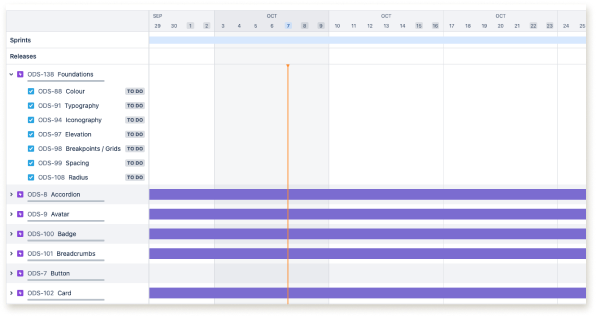 SEP OCT OCT OCT
29 30 1 2 3 4 5 6 7 8 9 10 11 12 13 14 15 16 17 18 19 20 21 22 23 24 25
Sprints
Releases
ODS-138 Foundations
ODS-88 Colour TO DO
ODS-91 Typography TO DO
ODS-94 Iconography TO DO
ODS-97 Elevation TO DO
ODS-98 Breakpoints / Grids TO DO
ODS-99 Spacing TO DO
ODS-108 Radius TO DO
ODS-8 Accordion
ODS-9 Avatar
ODS-100 Badge
ODS-101 Breadcrumbs
ODS-7 Button
ODS-102 Card